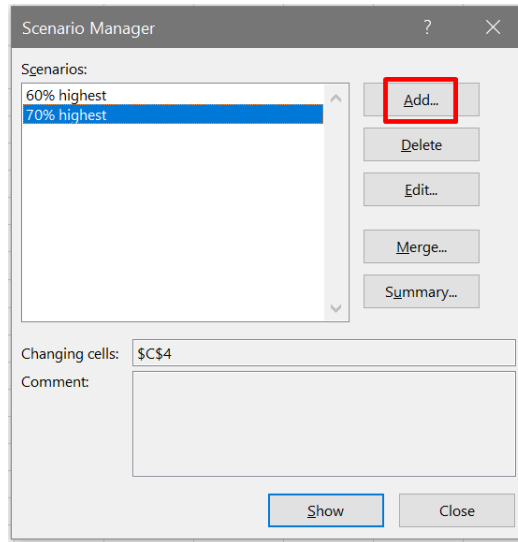 Scenario Manager ?
Scenarios:
60% highest
70% highest
Add...
Delete
Edit...
Merge...
Summary...
Changing cells: $C$4
Comment:
Show Close